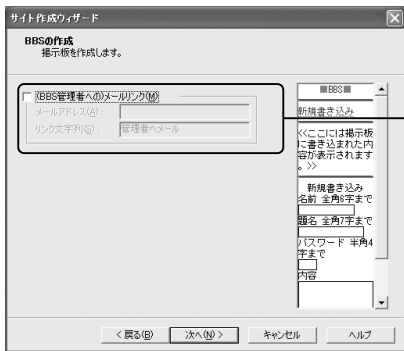 サイト作成ウィザード
BBSの作成
掲示板を作成します。
BBS管理者へのメールリンク(M)
メールアドレス(A):
リンク文字列(S):
管理者へメール
■BBS■
新規書き込み
<<ここには掲示板
に書き込まれた内
容が表示されます
。>>
新規書き込み
名前 全角6字まで
題名 全角7字まで
パスワード 半角4
字まで
内容
< 戻る(B)
次へ(N) >
キャンセル
ヘルプ